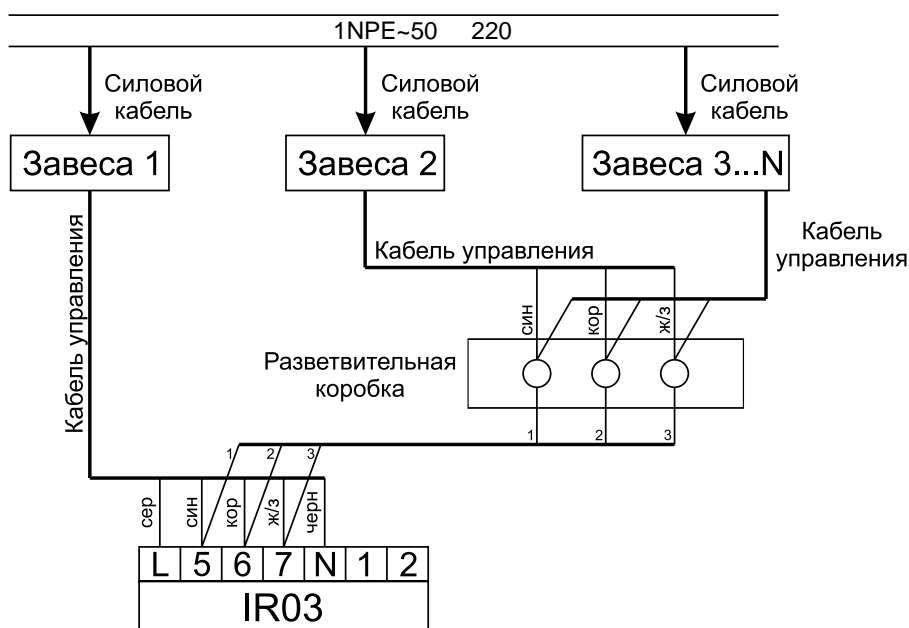 1NPE~50 220
Силовой
кабель
Силовой
кабель
Силовой
кабель
Завеса 1
Завеса 2
Завеса 3...N
Кабель управления
Кабель управления
Кабель
управления
син
кор
ж/з
Разветвительная
коробка
1
2
3
1
2
3
сер
син
кор
ж/з
черн
L 5 6 7 N 1 2
IR03